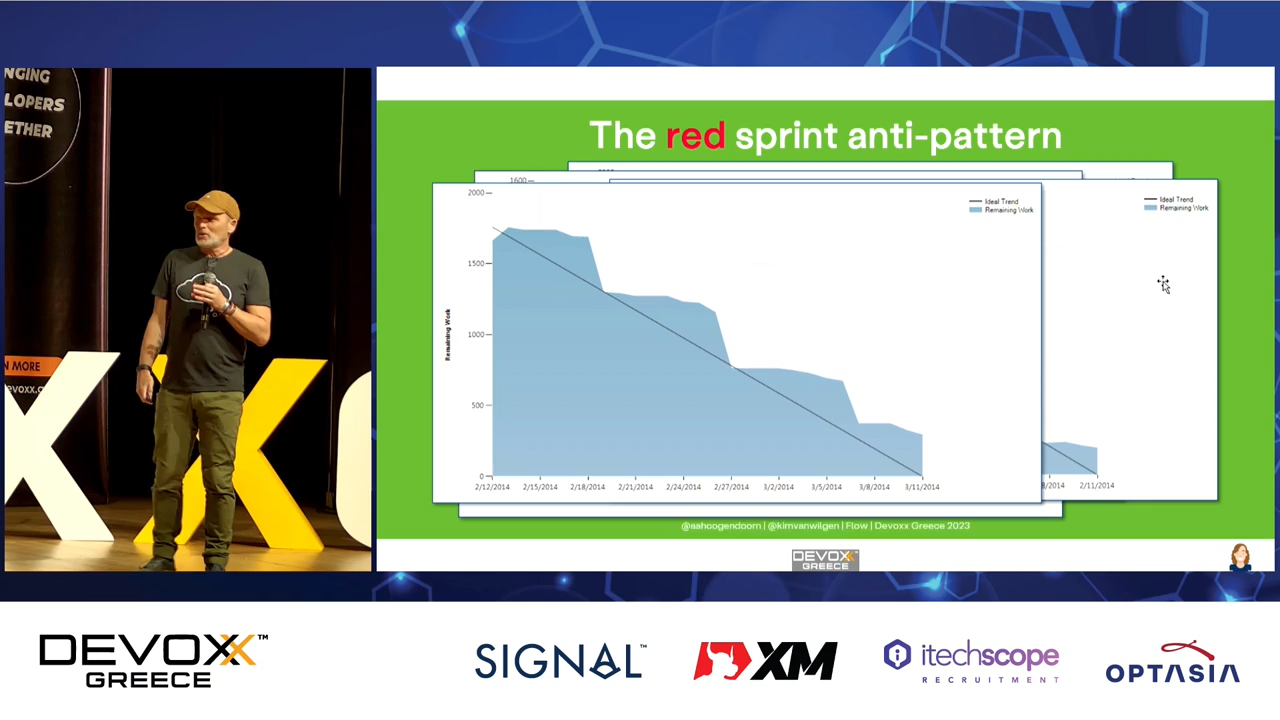 NGING
LOPERS
ETHER
N MORE
evoxx.g
The red sprint anti-pattern
1600
2000
1500
1000
500
0
Remaining Work
Ideal Trend
Remaining Work
Ideal Trend
Remaining Work
2/12/2014 2/15/2014 2/18/2014 2/21/2014 2/24/2014 2/27/2014 3/2/2014 3/5/2014 3/8/2014 3/11/2014
8/2014 2/11/2014
@aahoogendoorn | @kimvanwilgen | Flow | Devoxx Greece 2023
DEVOXX
GREECE
DEVOXX™
GREECE
SIGNAL™
XM
itechscope
RECRUITMENT
OPTASIA